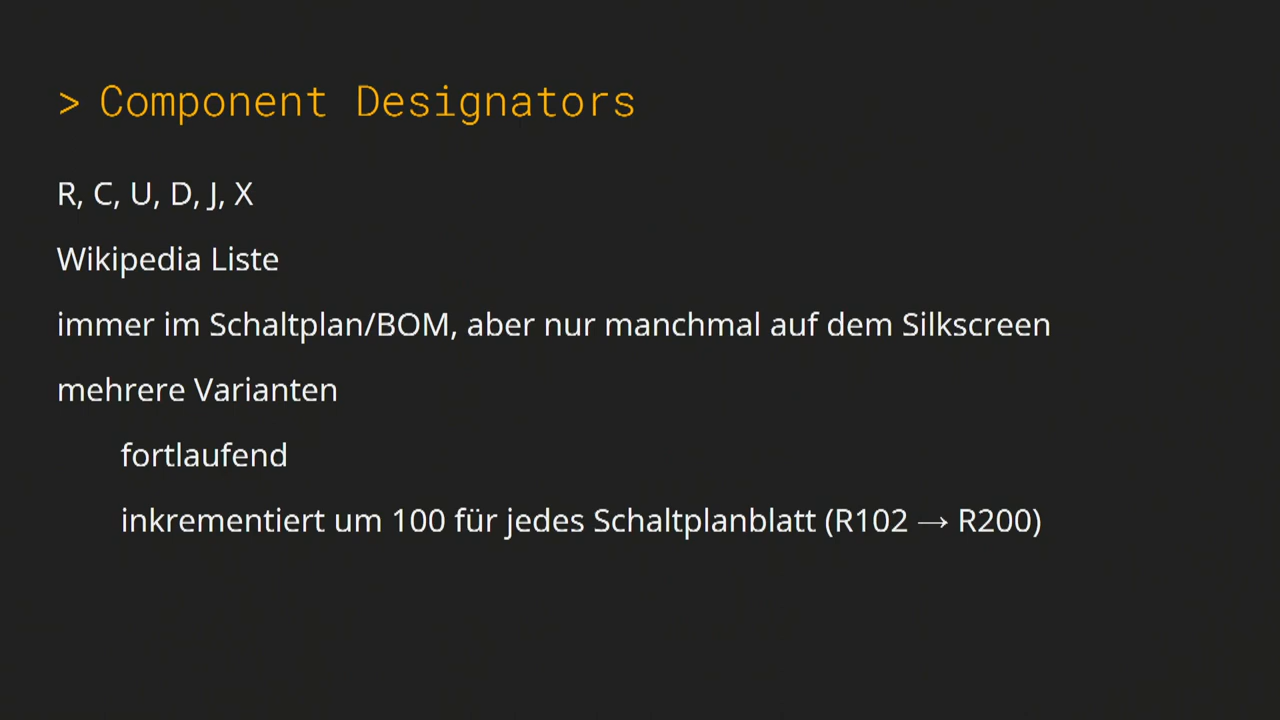 > Component Designators
R, C, U, D, J, X
Wikipedia Liste
immer im Schaltplan/BOM, aber nur manchmal auf dem Silkscreen
mehrere Varianten
fortlaufend
inkrementiert um 100 für jedes Schaltplanblatt (R102 → R200)